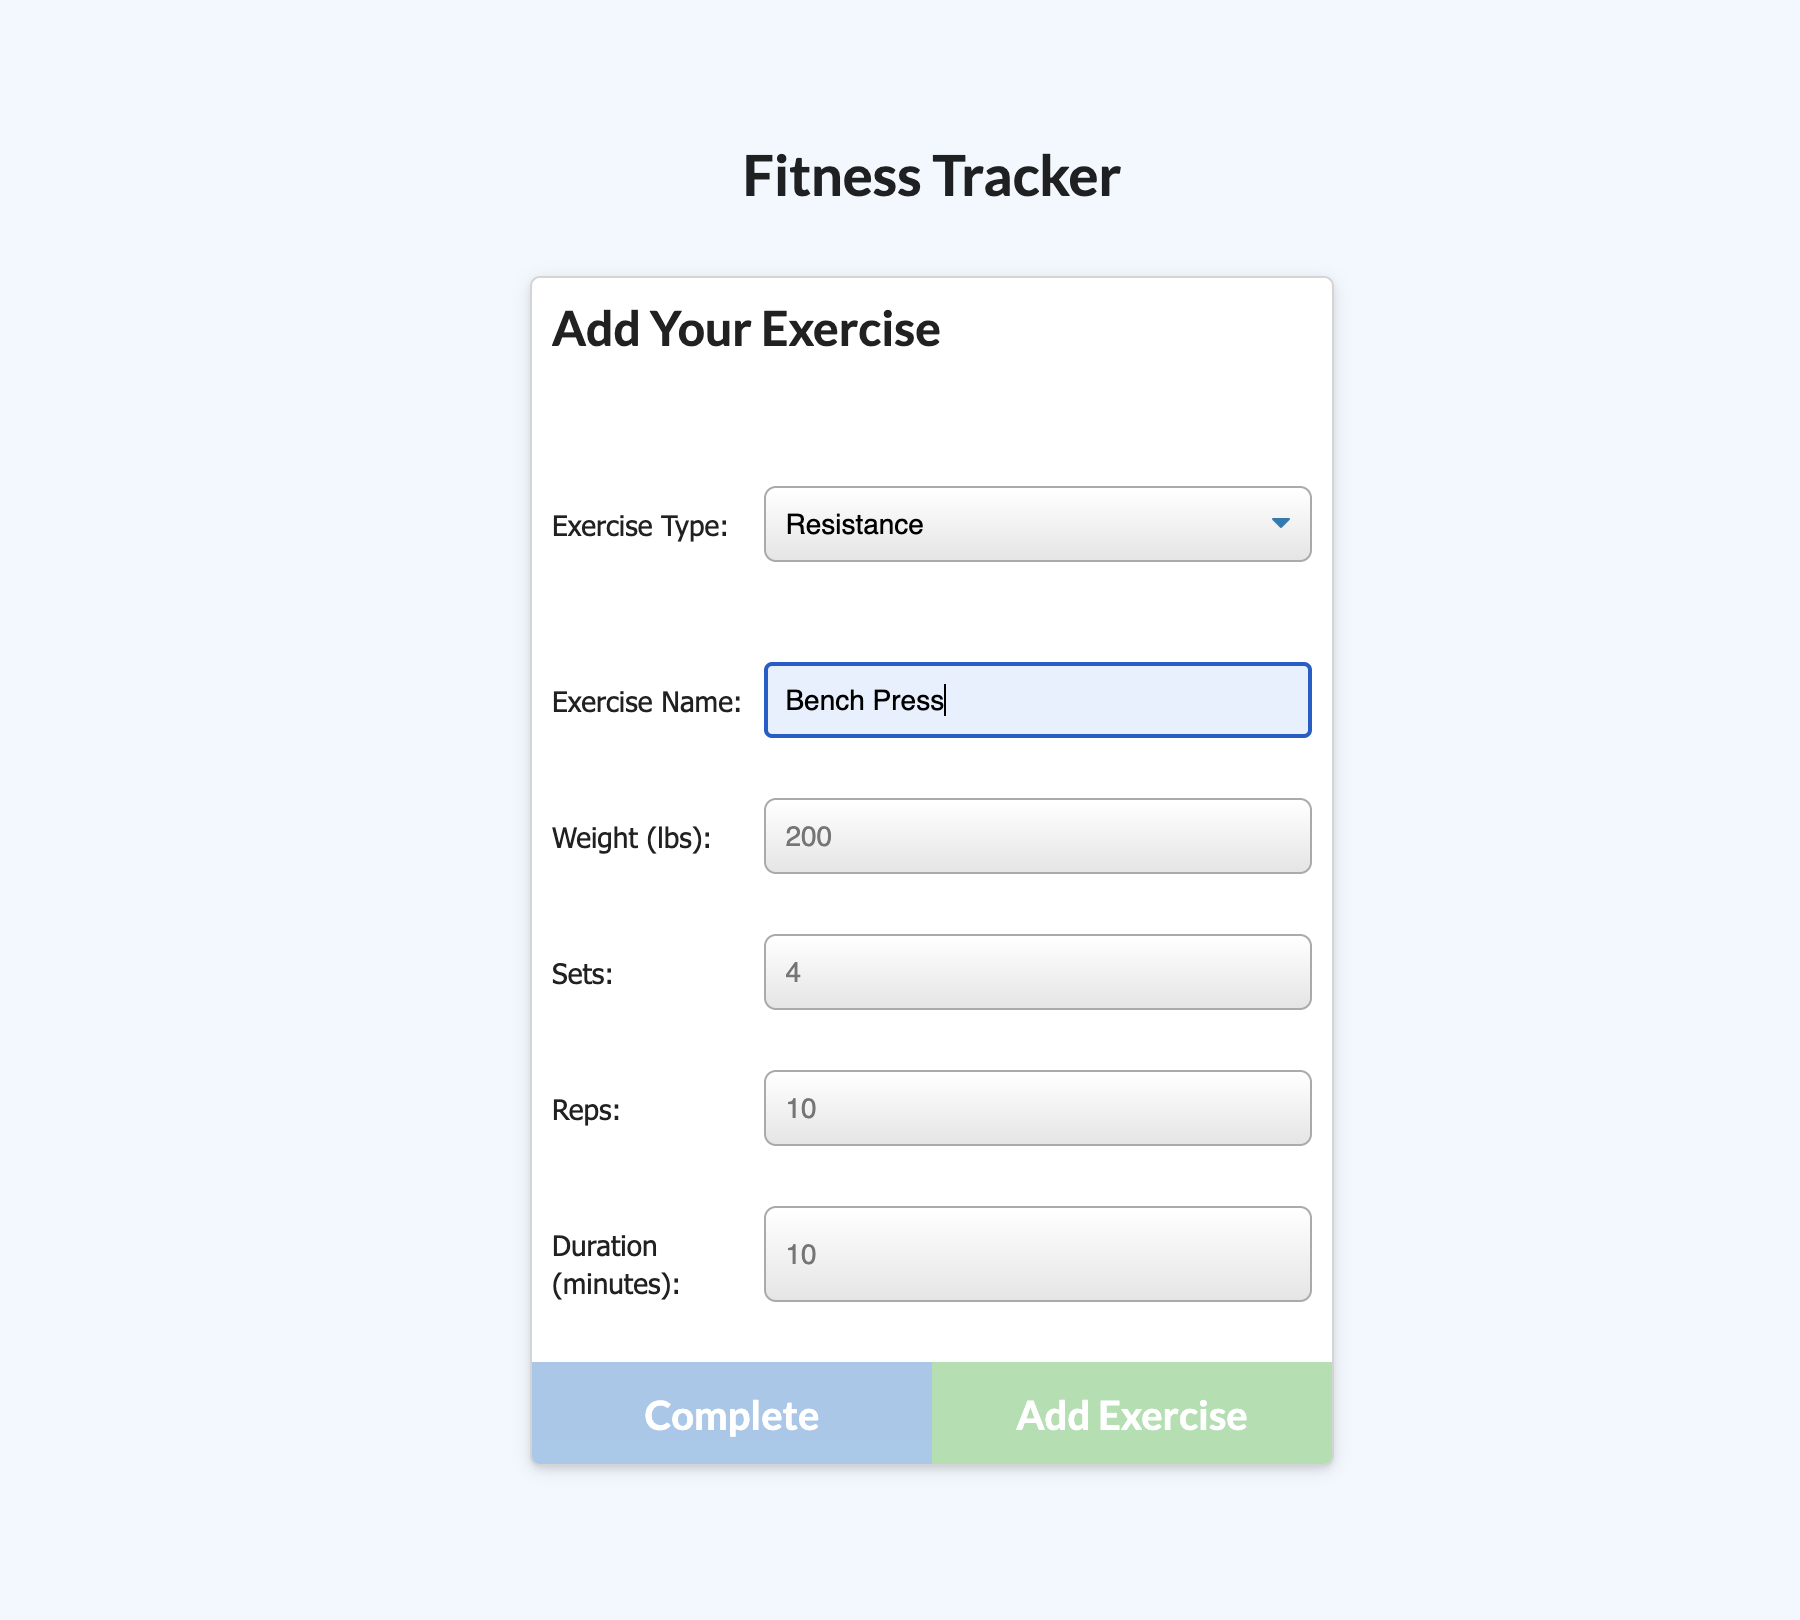 Fitness Tracker
Add Your Exercise
Exercise Type: Resistance
Exercise Name: Bench Press
Weight (lbs): 200
Sets: 4
Reps: 10
Duration
(minutes): 10
Complete Add Exercise